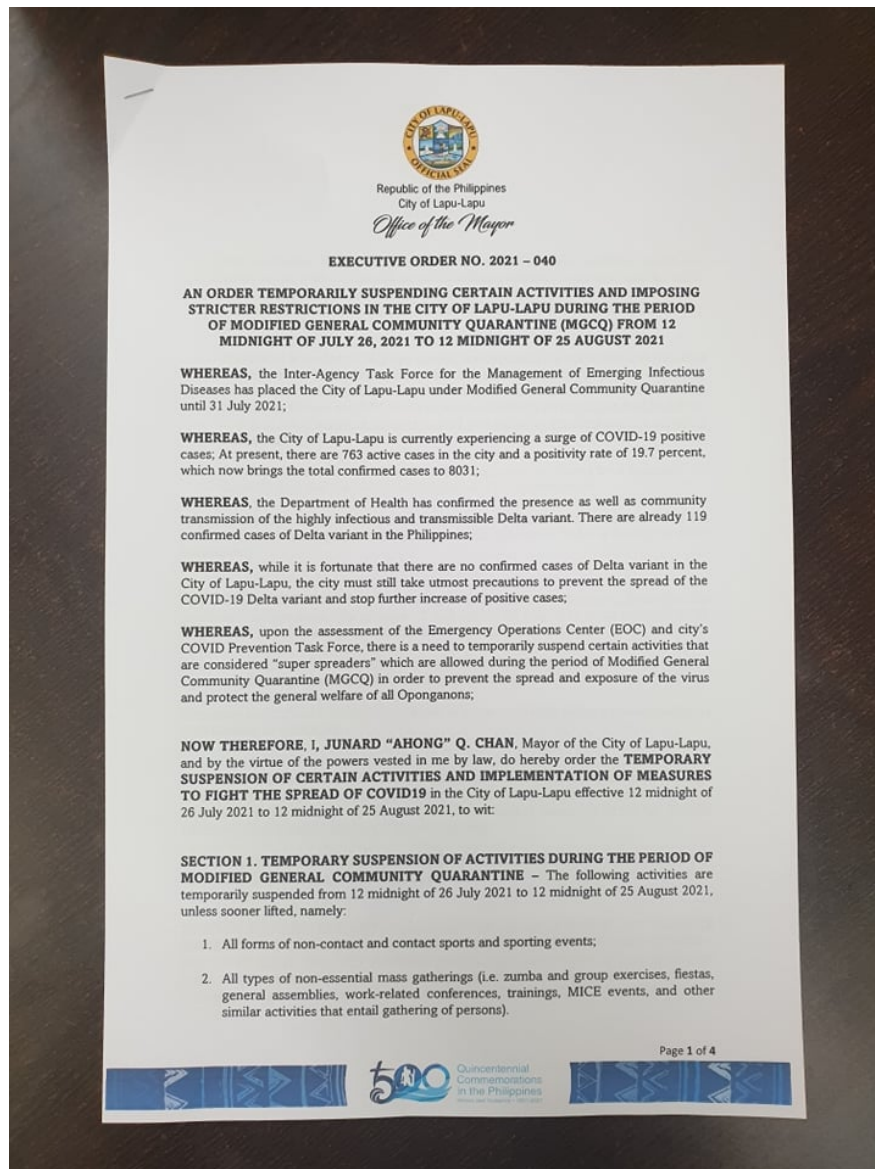 CITY OF LAPU-LAPU
OFFICIAL SEAL
Republic of the Philippines
City of Lapu-Lapu
Office of the Mayor
EXECUTIVE ORDER NO. 2021 – 040
AN ORDER TEMPORARILY SUSPENDING CERTAIN ACTIVITIES AND IMPOSING
STRICTER RESTRICTIONS IN THE CITY OF LAPU-LAPU DURING THE PERIOD
OF MODIFIED GENERAL COMMUNITY QUARANTINE (MGCQ) FROM 12
MIDNIGHT OF JULY 26, 2021 TO 12 MIDNIGHT OF 25 AUGUST 2021
WHEREAS, the Inter-Agency Task Force for the Management of Emerging Infectious
Diseases has placed the City of Lapu-Lapu under Modified General Community Quarantine
until 31 July 2021;
WHEREAS, the City of Lapu-Lapu is currently experiencing a surge of COVID-19 positive
cases; At present, there are 763 active cases in the city and a positivity rate of 19.7 percent,
which now brings the total confirmed cases to 8031;
WHEREAS, the Department of Health has confirmed the presence as well as community
transmission of the highly infectious and transmissible Delta variant. There are already 119
confirmed cases of Delta variant in the Philippines;
WHEREAS, while it is fortunate that there are no confirmed cases of Delta variant in the
City of Lapu-Lapu, the city must still take utmost precautions to prevent the spread of the
COVID-19 Delta variant and stop further increase of positive cases;
WHEREAS, upon the assessment of the Emergency Operations Center (EOC) and city's
COVID Prevention Task Force, there is a need to temporarily suspend certain activities that
are considered “super spreaders” which are allowed during the period of Modified General
Community Quarantine (MGCQ) in order to prevent the spread and exposure of the virus
and protect the general welfare of all Oponganons;
NOW THEREFORE, I, JUNARD “AHONG” Q. CHAN, Mayor of the City of Lapu-Lapu,
and by the virtue of the powers vested in me by law, do hereby order the TEMPORARY
SUSPENSION OF CERTAIN ACTIVITIES AND IMPLEMENTATION OF MEASURES
TO FIGHT THE SPREAD OF COVID19 in the City of Lapu-Lapu effective 12 midnight of
26 July 2021 to 12 midnight of 25 August 2021, to wit:
SECTION 1. TEMPORARY SUSPENSION OF ACTIVITIES DURING THE PERIOD OF
MODIFIED GENERAL COMMUNITY QUARANTINE – The following activities are
temporarily suspended from 12 midnight of 26 July 2021 to 12 midnight of 25 August 2021,
unless sooner lifted, namely:
1. All forms of non-contact and contact sports and sporting events;
2. All types of non-essential mass gatherings (i.e. zumba and group exercises, fiestas,
general assemblies, work-related conferences, trainings, MICE events, and other
similar activities that entail gathering of persons).
Page 1 of 4
500
Quincentennial
Commemorations
in the Philippines